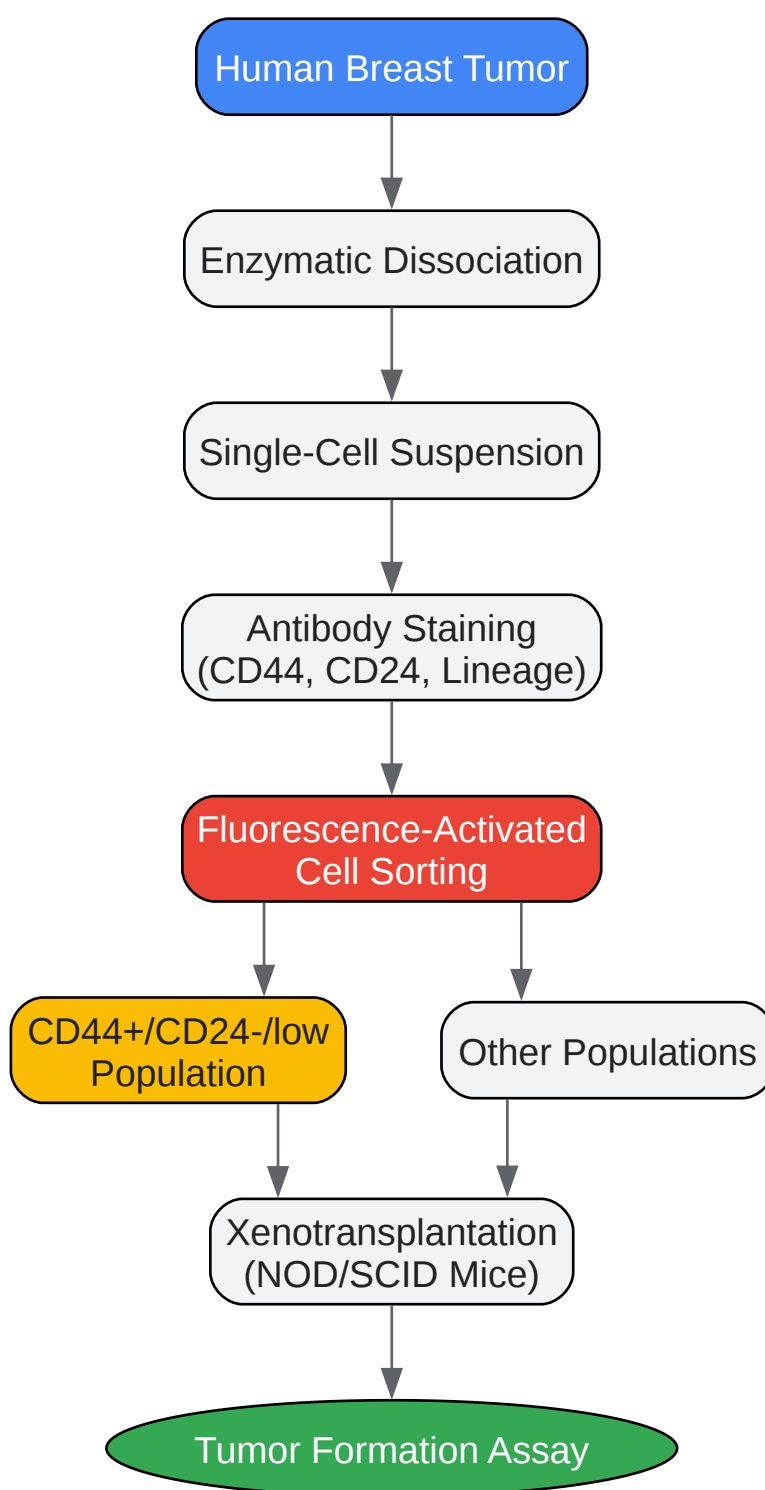 Human Breast Tumor
Enzymatic Dissociation
Single-Cell Suspension
Antibody Staining
(CD44, CD24, Lineage)
Fluorescence-Activated
Cell Sorting
CD44+/CD24-/low
Population
Other Populations
Xenotransplantation
(NOD/SCID Mice)
Tumor Formation Assay